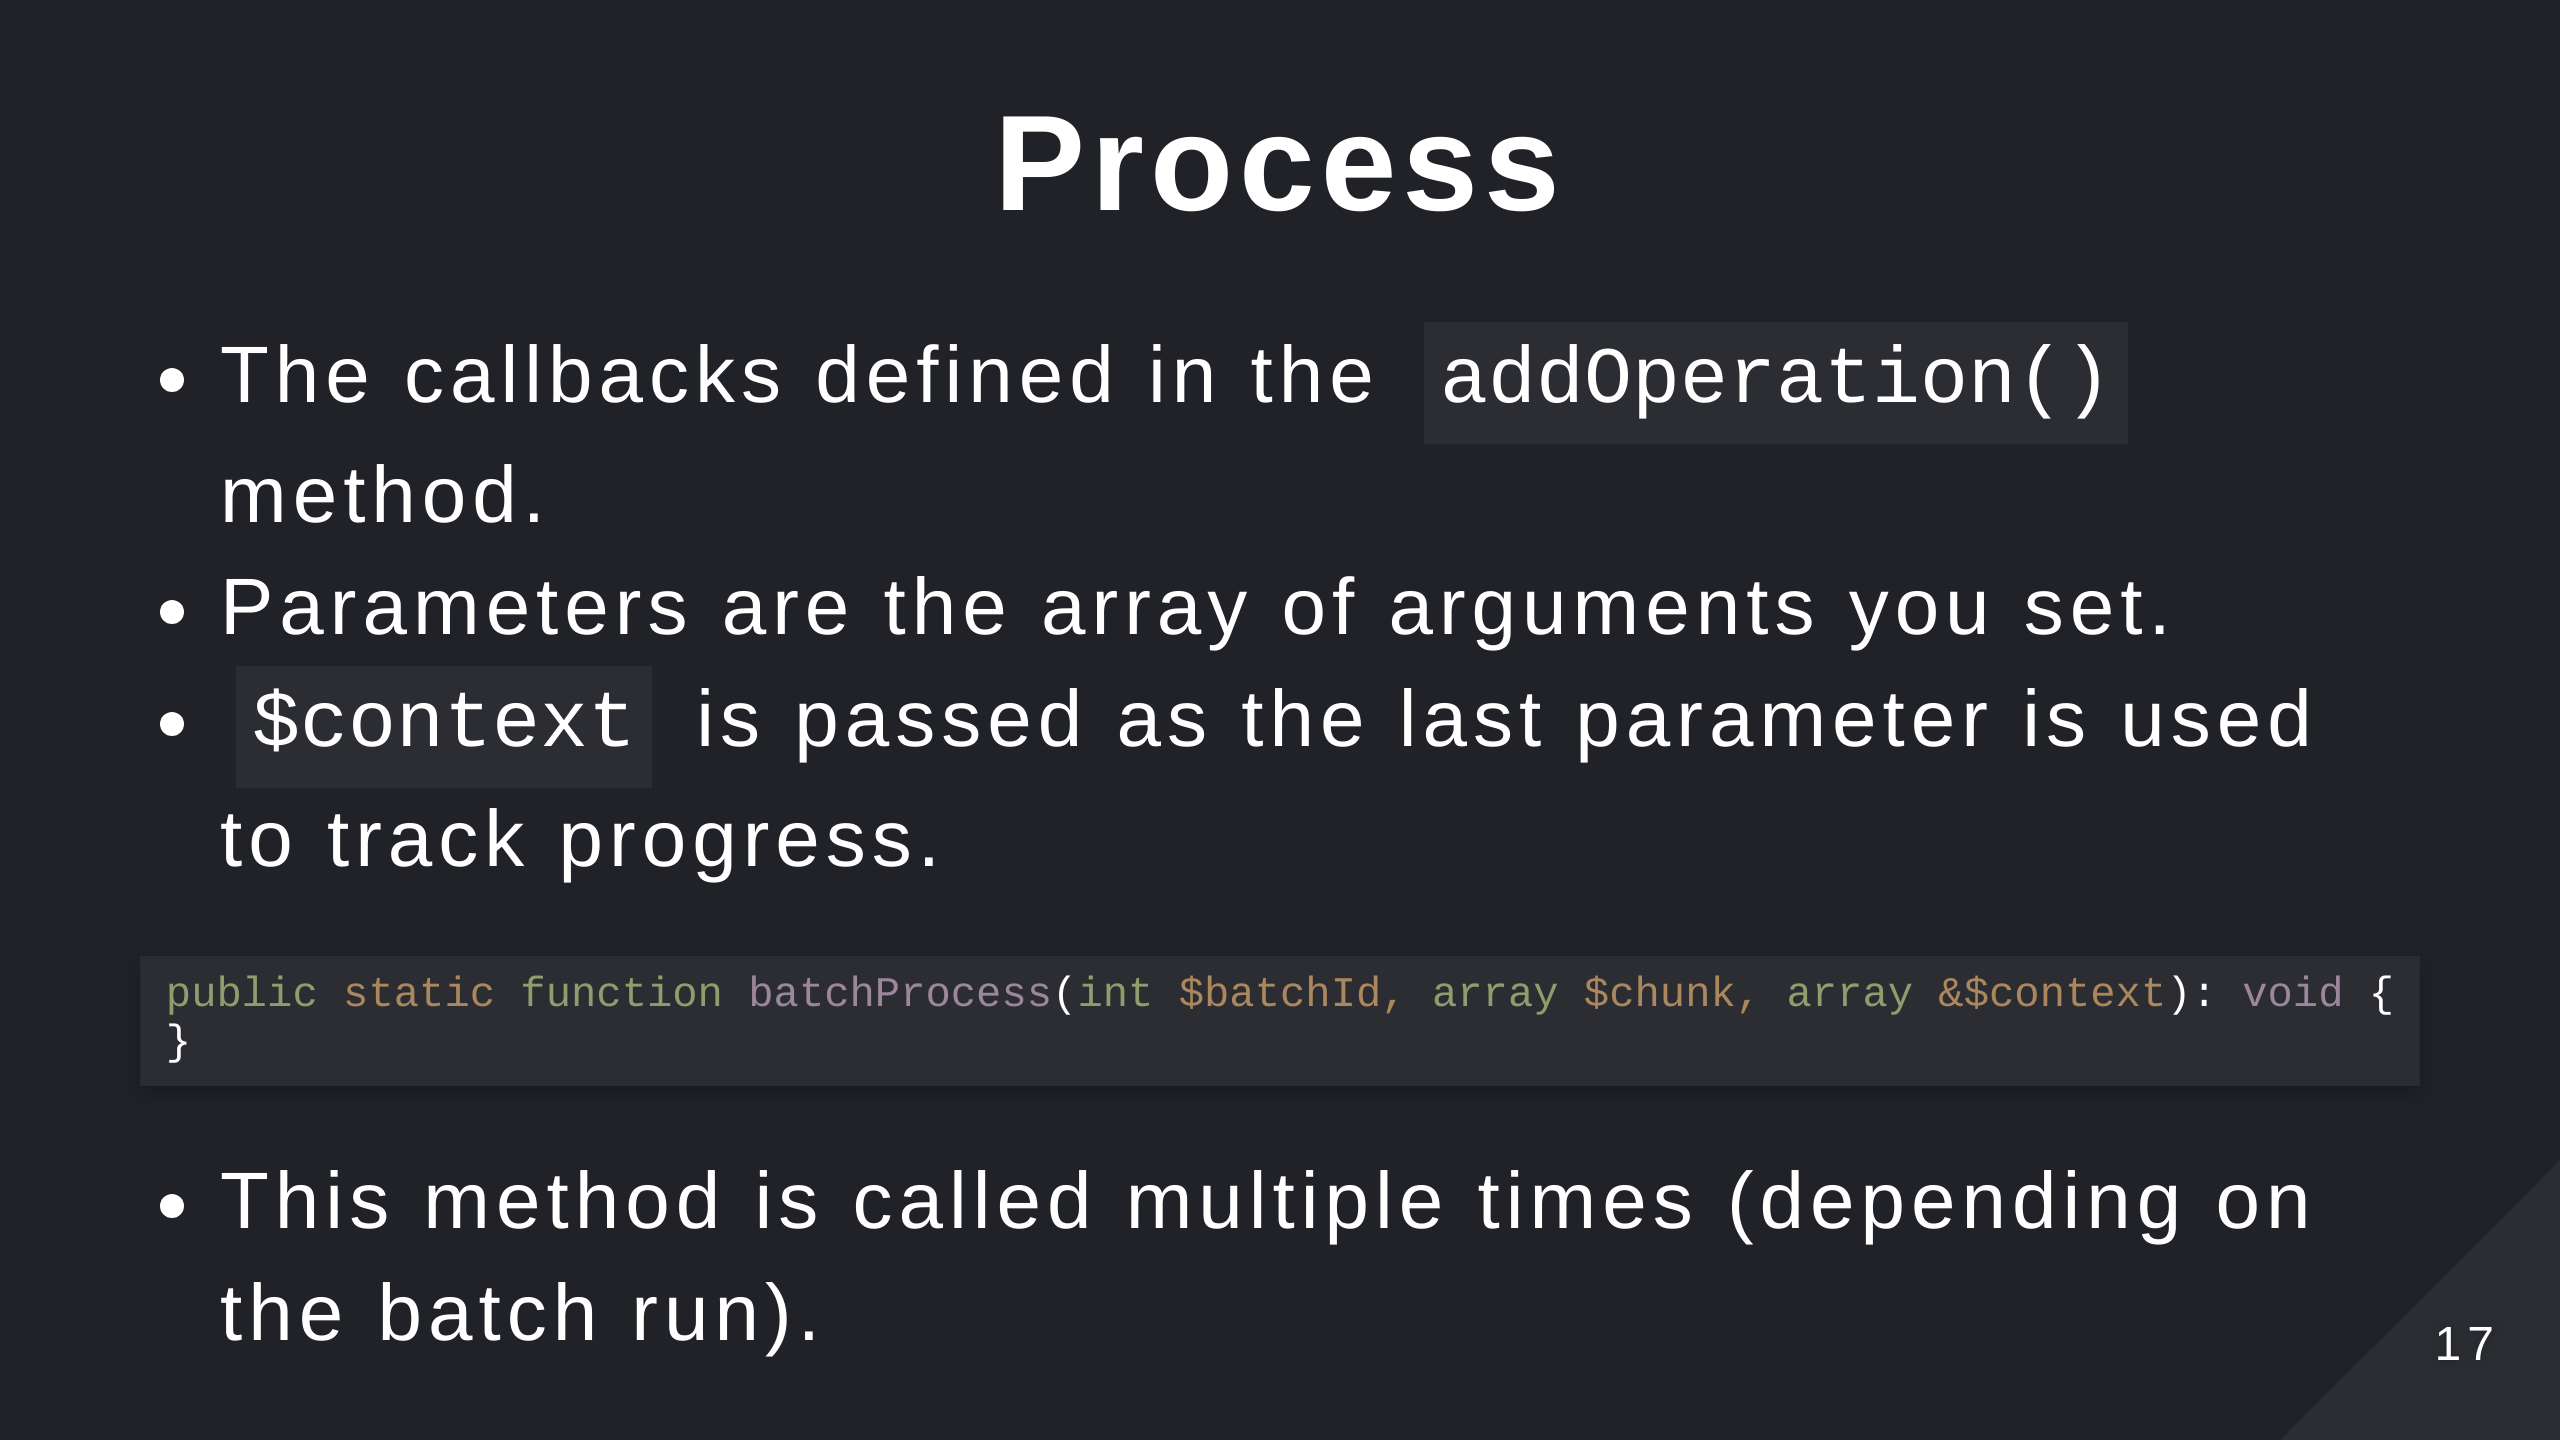 Process
• The callbacks defined in the addOperation()
method.
• Parameters are the array of arguments you set.
• $context is passed as the last parameter is used
to track progress.
public static function batchProcess(int $batchId, array $chunk, array &$context): void {
}
• This method is called multiple times (depending on
the batch run).
17